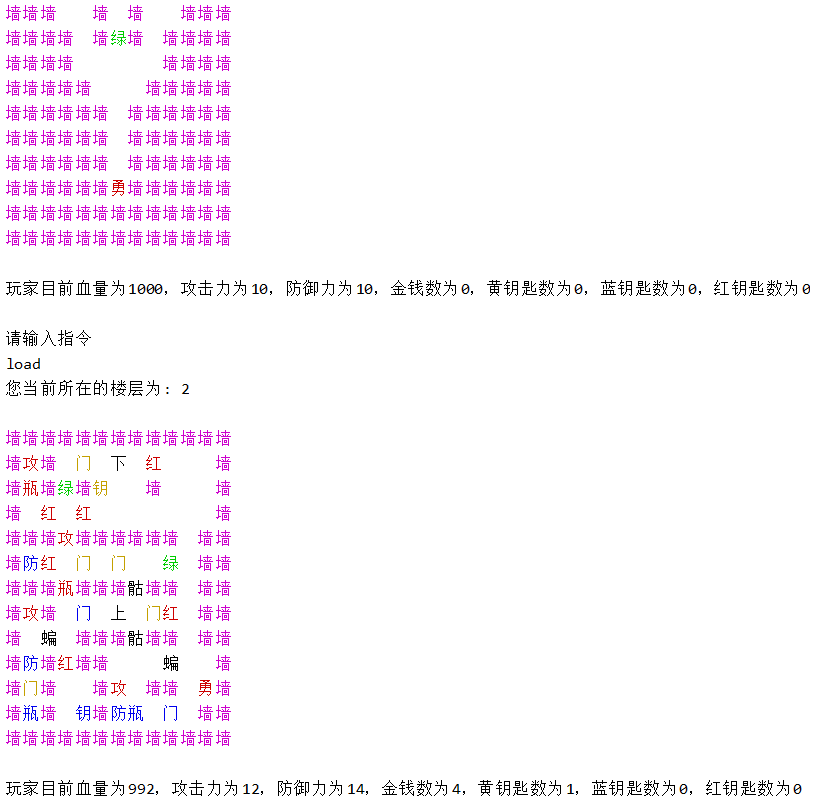 墙墙墙　　墙　墙　　墙墙墙
墙墙墙墙　墙绿墙　墙墙墙墙
墙墙墙墙　　　　　墙墙墙墙
墙墙墙墙墙　　　墙墙墙墙墙
墙墙墙墙墙墙　墙墙墙墙墙墙
墙墙墙墙墙墙　墙墙墙墙墙墙
墙墙墙墙墙墙　墙墙墙墙墙墙
墙墙墙墙墙墙勇墙墙墙墙墙墙
墙墙墙墙墙墙墙墙墙墙墙墙墙
墙墙墙墙墙墙墙墙墙墙墙墙墙
玩家目前血量为1000，攻击力为10，防御力为10，金钱数为0，黄钥匙数为0，蓝钥匙数为0，红钥匙数为0
请输入指令
load
您当前所在的楼层为: 2
墙墙墙墙墙墙墙墙墙墙墙墙墙
墙攻墙　门　下　红　　　墙
墙瓶墙绿墙钥　　墙　　　墙
墙　红　红　　　　　　　墙
墙墙墙攻墙墙墙墙墙墙　墙墙
墙防红　门　门　　绿　墙墙
墙墙墙瓶墙墙墙骷墙墙　墙墙
墙攻墙　门　上　门红　墙墙
墙　蝙　墙墙墙骷墙墙　墙墙
墙防墙红墙墙　　　蝙　　墙
墙门墙　　墙攻　墙墙　勇墙
墙瓶墙　钥墙防瓶　门　墙墙
墙墙墙墙墙墙墙墙墙墙墙墙墙
玩家目前血量为992，攻击力为12，防御力为14，金钱数为4，黄钥匙数为1，蓝钥匙数为0，红钥匙数为0